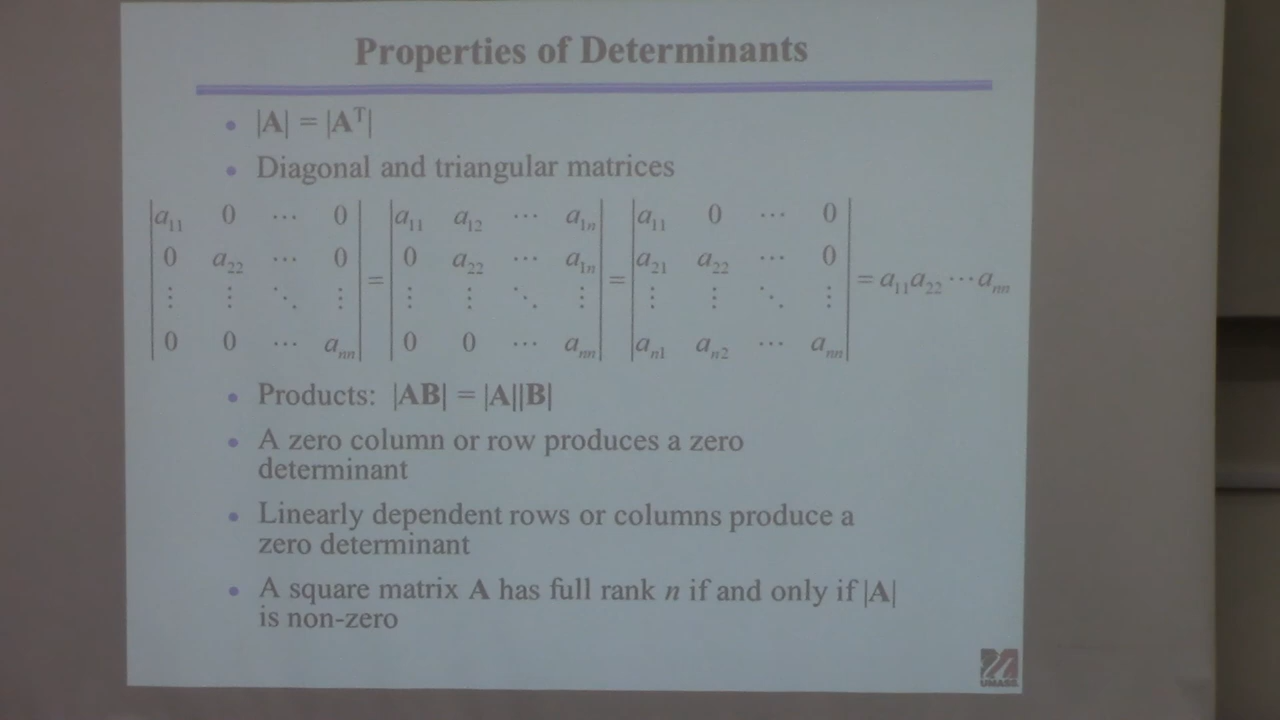 Properties of Determinants
• |A| = |Aᵀ|
• Diagonal and triangular matrices
|a₁₁ 0 ⋯ 0| |a₁₁ a₁₂ ⋯ a₁ₙ| |a₁₁ 0 ⋯ 0|
|0 a₂₂ ⋯ 0| |0 a₂₂ ⋯ a₁ₙ| |a₂₁ a₂₂ ⋯ 0|
|⋮ ⋮ ⋱ ⋮| = |⋮ ⋮ ⋱ ⋮| = |⋮ ⋮ ⋱ ⋮| = a₁₁a₂₂⋯aₙₙ
|0 0 ⋯ aₙₙ| |0 0 ⋯ aₙₙ| |aₙ₁ aₙ₂ ⋯ aₙₙ|
• Products: |AB| = |A||B|
• A zero column or row produces a zero
determinant
• Linearly dependent rows or columns produce a
zero determinant
• A square matrix A has full rank n if and only if |A|
is non-zero
UMASS